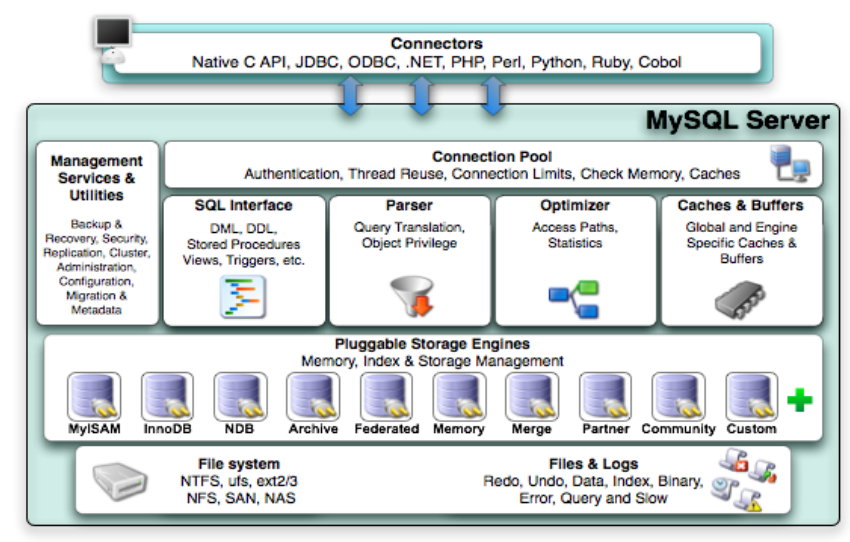 Connectors
Native C API, JDBC, ODBC, .NET, PHP, Perl, Python, Ruby, Cobol
MySQL Server
Management
Services &
Utilities
Backup &
Recovery, Security,
Replication, Cluster,
Administration,
Configuration,
Migration &
Metadata
Connection Pool
Authentication, Thread Reuse, Connection Limits, Check Memory, Caches
SQL Interface
DML, DDL,
Stored Procedures
Views, Triggers, etc.
Parser
Query Translation,
Object Privilege
Optimizer
Access Paths,
Statistics
Caches & Buffers
Global and Engine
Specific Caches &
Buffers
Pluggable Storage Engines
Memory, Index & Storage Management
MyISAM
InnoDB
NDB
Archive
Federated
Memory
Merge
Partner
Community
Custom
File system
NTFS, ufs, ext2/3
NFS, SAN, NAS
Files & Logs
Redo, Undo, Data, Index, Binary,
Error, Query and Slow